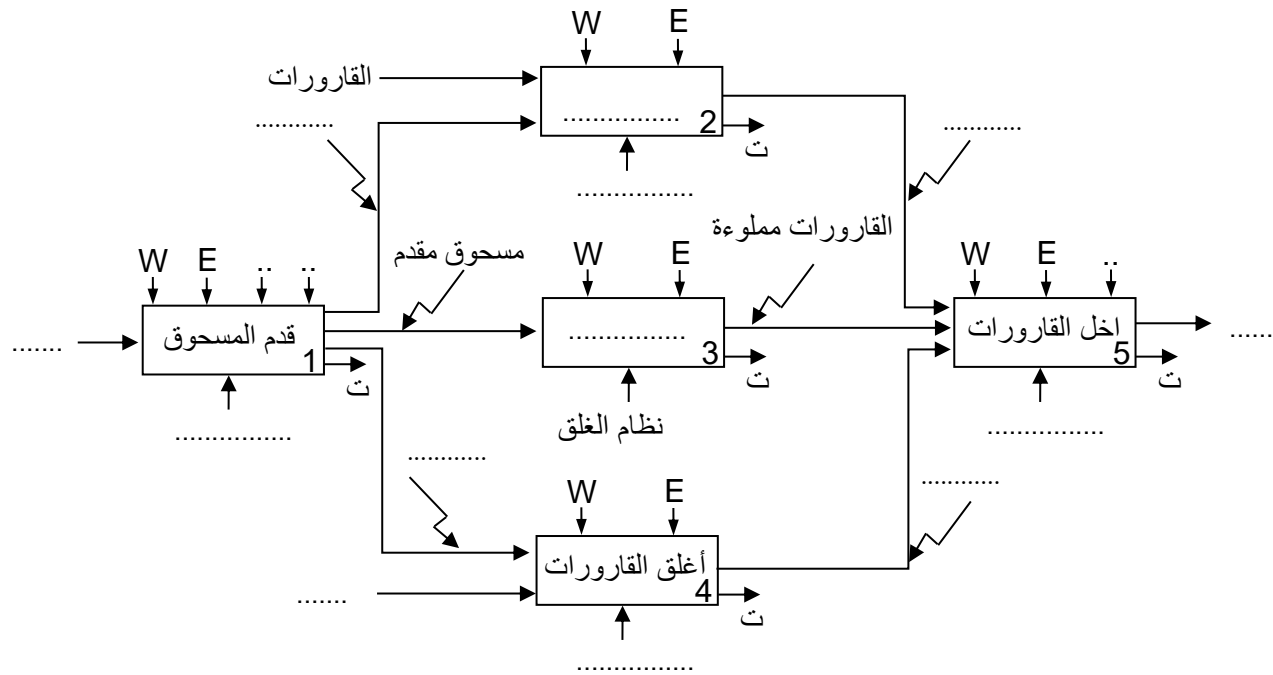 W E
القارورات
............ ............... 2 ت ............
................
W E .. .. مسحوق مقدم W E القارورات مملوءة W E ..
....... قدم المسحوق 1 ت ............... 3 ت اخل القارورات 5 ت ......
................ نظام الغلق ................
............ W E ............
....... أغلق القارورات 4 ت
................